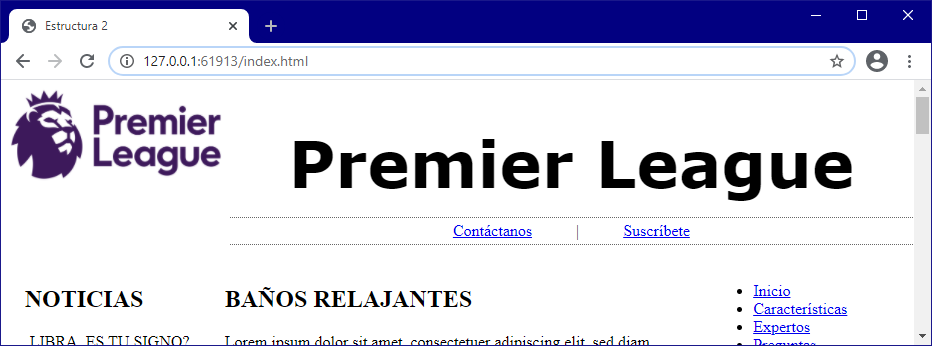 Estructura 2
127.0.0.1:61913/index.html
Premier
League
Premier League
Contáctanos | Suscríbete
NOTICIAS
BAÑOS RELAJANTES
Inicio
Características
Expertos
Preguntas
LIBRA, ES TU SIGNO?
Lorem ipsum dolor sit amet, consectetuer adipiscing elit, sed diam